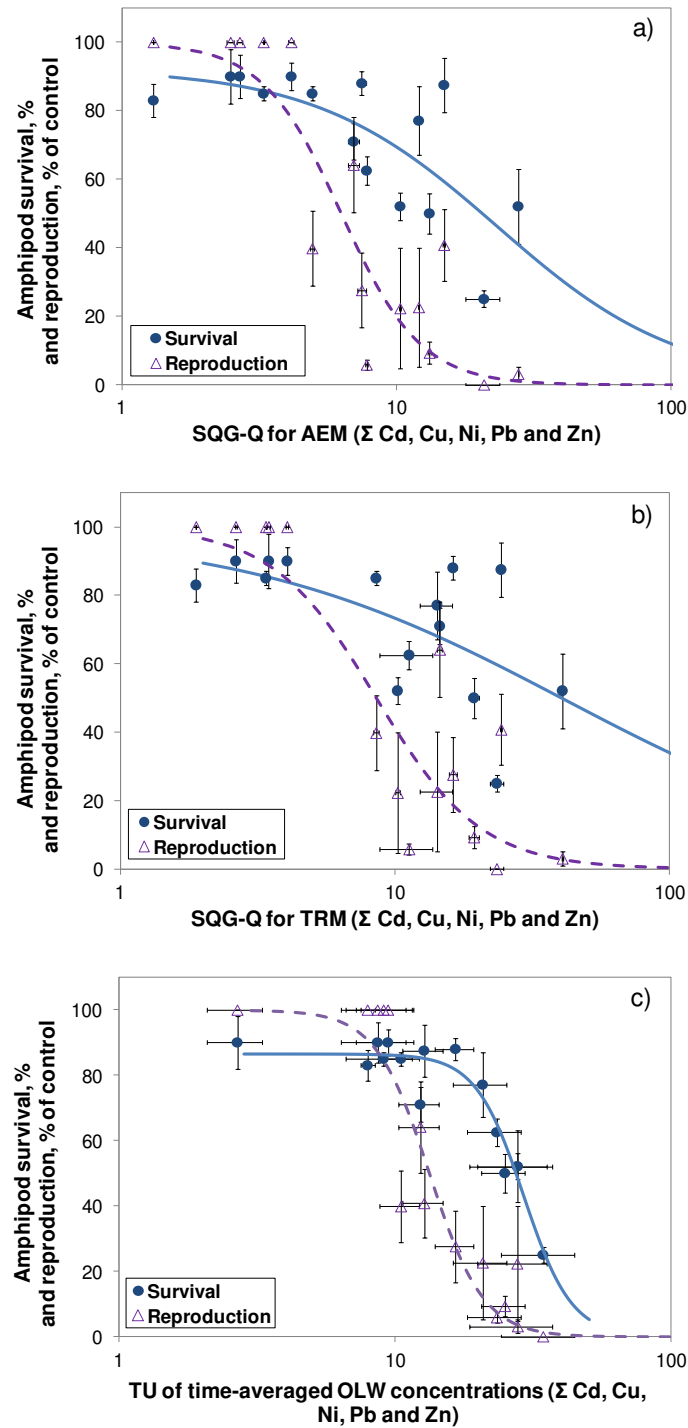 a)
Amphipod survival, %
and reproduction, % of control
100
80
60
40
20
0
Survival
Reproduction
1
10
100
SQG-Q for AEM (Σ Cd, Cu, Ni, Pb and Zn)
b)
Amphipod survival, %
and reproduction, % of control
100
80
60
40
20
0
Survival
Reproduction
1
10
100
SQG-Q for TRM (Σ Cd, Cu, Ni, Pb and Zn)
c)
Amphipod survival, %
and reproduction, % of control
100
80
60
40
20
0
Survival
Reproduction
1
10
100
TU of time-averaged OLW concentrations (Σ Cd, Cu,
Ni, Pb and Zn)